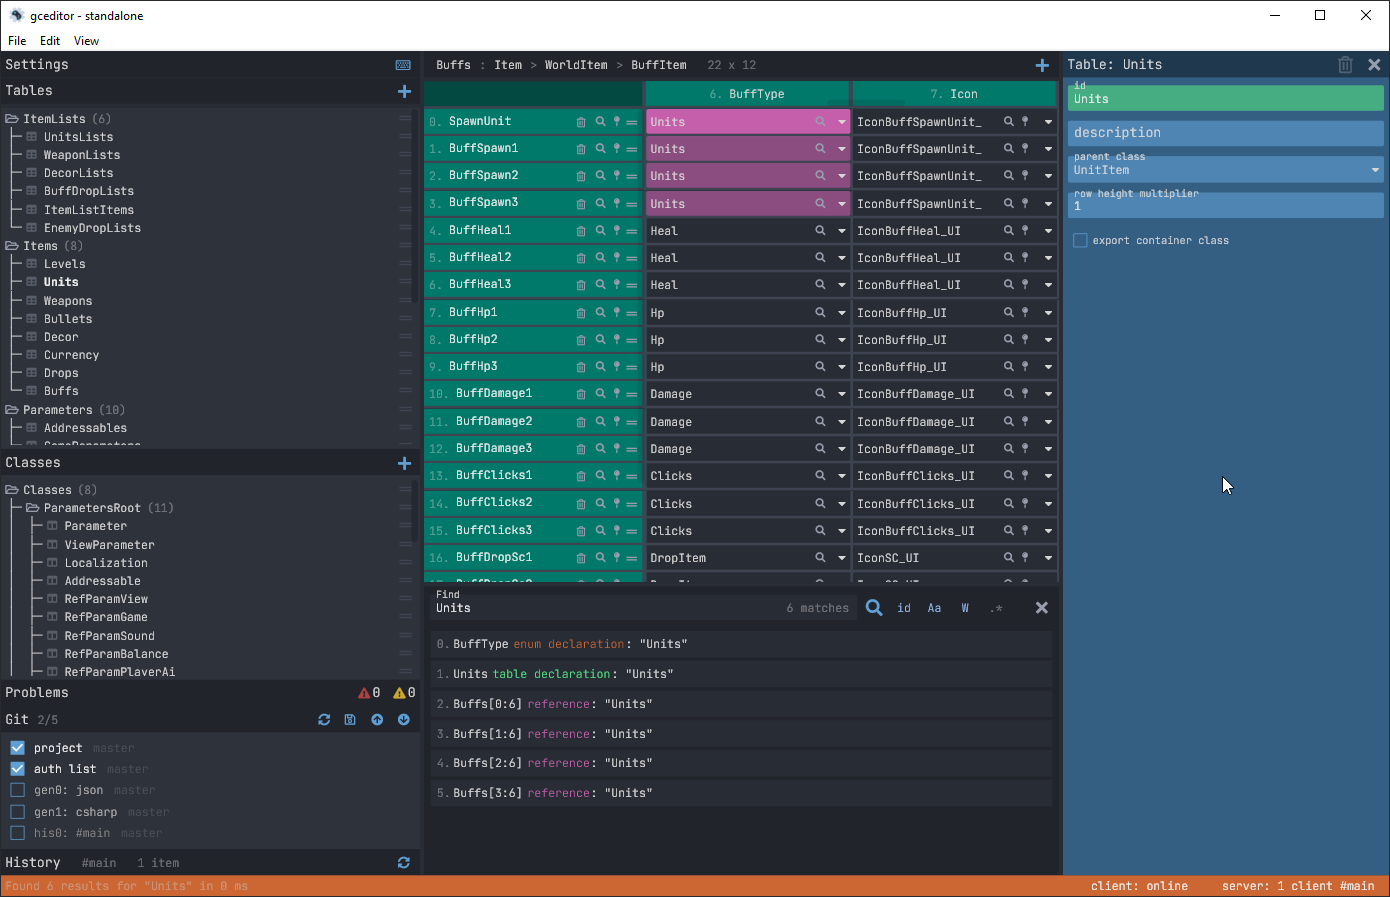 gceditor - standalone
File Edit View
Settings
Tables
ItemLists (6)
UnitsLists
WeaponLists
DecorLists
BuffDropLists
ItemListItems
EnemyDropLists
Items (8)
Levels
Units
Weapons
Bullets
Decor
Currency
Drops
Buffs
Parameters (10)
Addressables
GameParameters
Classes
Classes (8)
ParametersRoot (11)
Parameter
ViewParameter
Localization
Addressable
RefParamView
RefParamGame
RefParamSound
RefParamBalance
RefParamPlayerAi
Problems 0 0
Git 2/5
project master
auth list master
gen0: json master
gen1: csharp master
his0: #main master
History #main 1 item
Buffs : Item > WorldItem > BuffItem 22 x 12
6. BuffType 7. Icon
0. SpawnUnit Units IconBuffSpawnUnit_
1. BuffSpawn1 Units IconBuffSpawnUnit_
2. BuffSpawn2 Units IconBuffSpawnUnit_
3. BuffSpawn3 Units IconBuffSpawnUnit_
4. BuffHeal1 Heal IconBuffHeal_UI
5. BuffHeal2 Heal IconBuffHeal_UI
6. BuffHeal3 Heal IconBuffHeal_UI
7. BuffHp1 Hp IconBuffHp_UI
8. BuffHp2 Hp IconBuffHp_UI
9. BuffHp3 Hp IconBuffHp_UI
10. BuffDamage1 Damage IconBuffDamage_UI
11. BuffDamage2 Damage IconBuffDamage_UI
12. BuffDamage3 Damage IconBuffDamage_UI
13. BuffClicks1 Clicks IconBuffClicks_UI
14. BuffClicks2 Clicks IconBuffClicks_UI
15. BuffClicks3 Clicks IconBuffClicks_UI
16. BuffDropSc1 DropItem IconSC_UI
Find
Units 6 matches id Aa W .*
0. BuffType enum declaration: "Units"
1. Units table declaration: "Units"
2. Buffs[0:6] reference: "Units"
3. Buffs[1:6] reference: "Units"
4. Buffs[2:6] reference: "Units"
5. Buffs[3:6] reference: "Units"
Table: Units
id
Units
description
parent class
UnitItem
row height multiplier
1
export container class
Found 6 results for "Units" in 0 ms
client: online server: 1 client #main